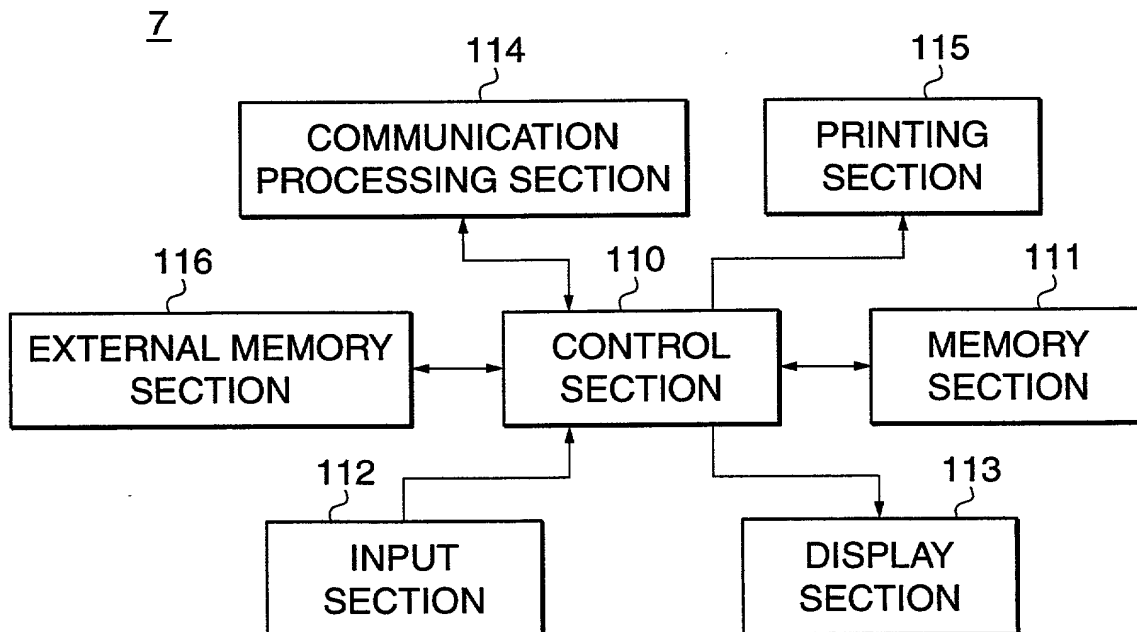 7
114
COMMUNICATION
PROCESSING SECTION
115
PRINTING
SECTION
116
EXTERNAL MEMORY
SECTION
110
CONTROL
SECTION
111
MEMORY
SECTION
112
INPUT
SECTION
113
DISPLAY
SECTION